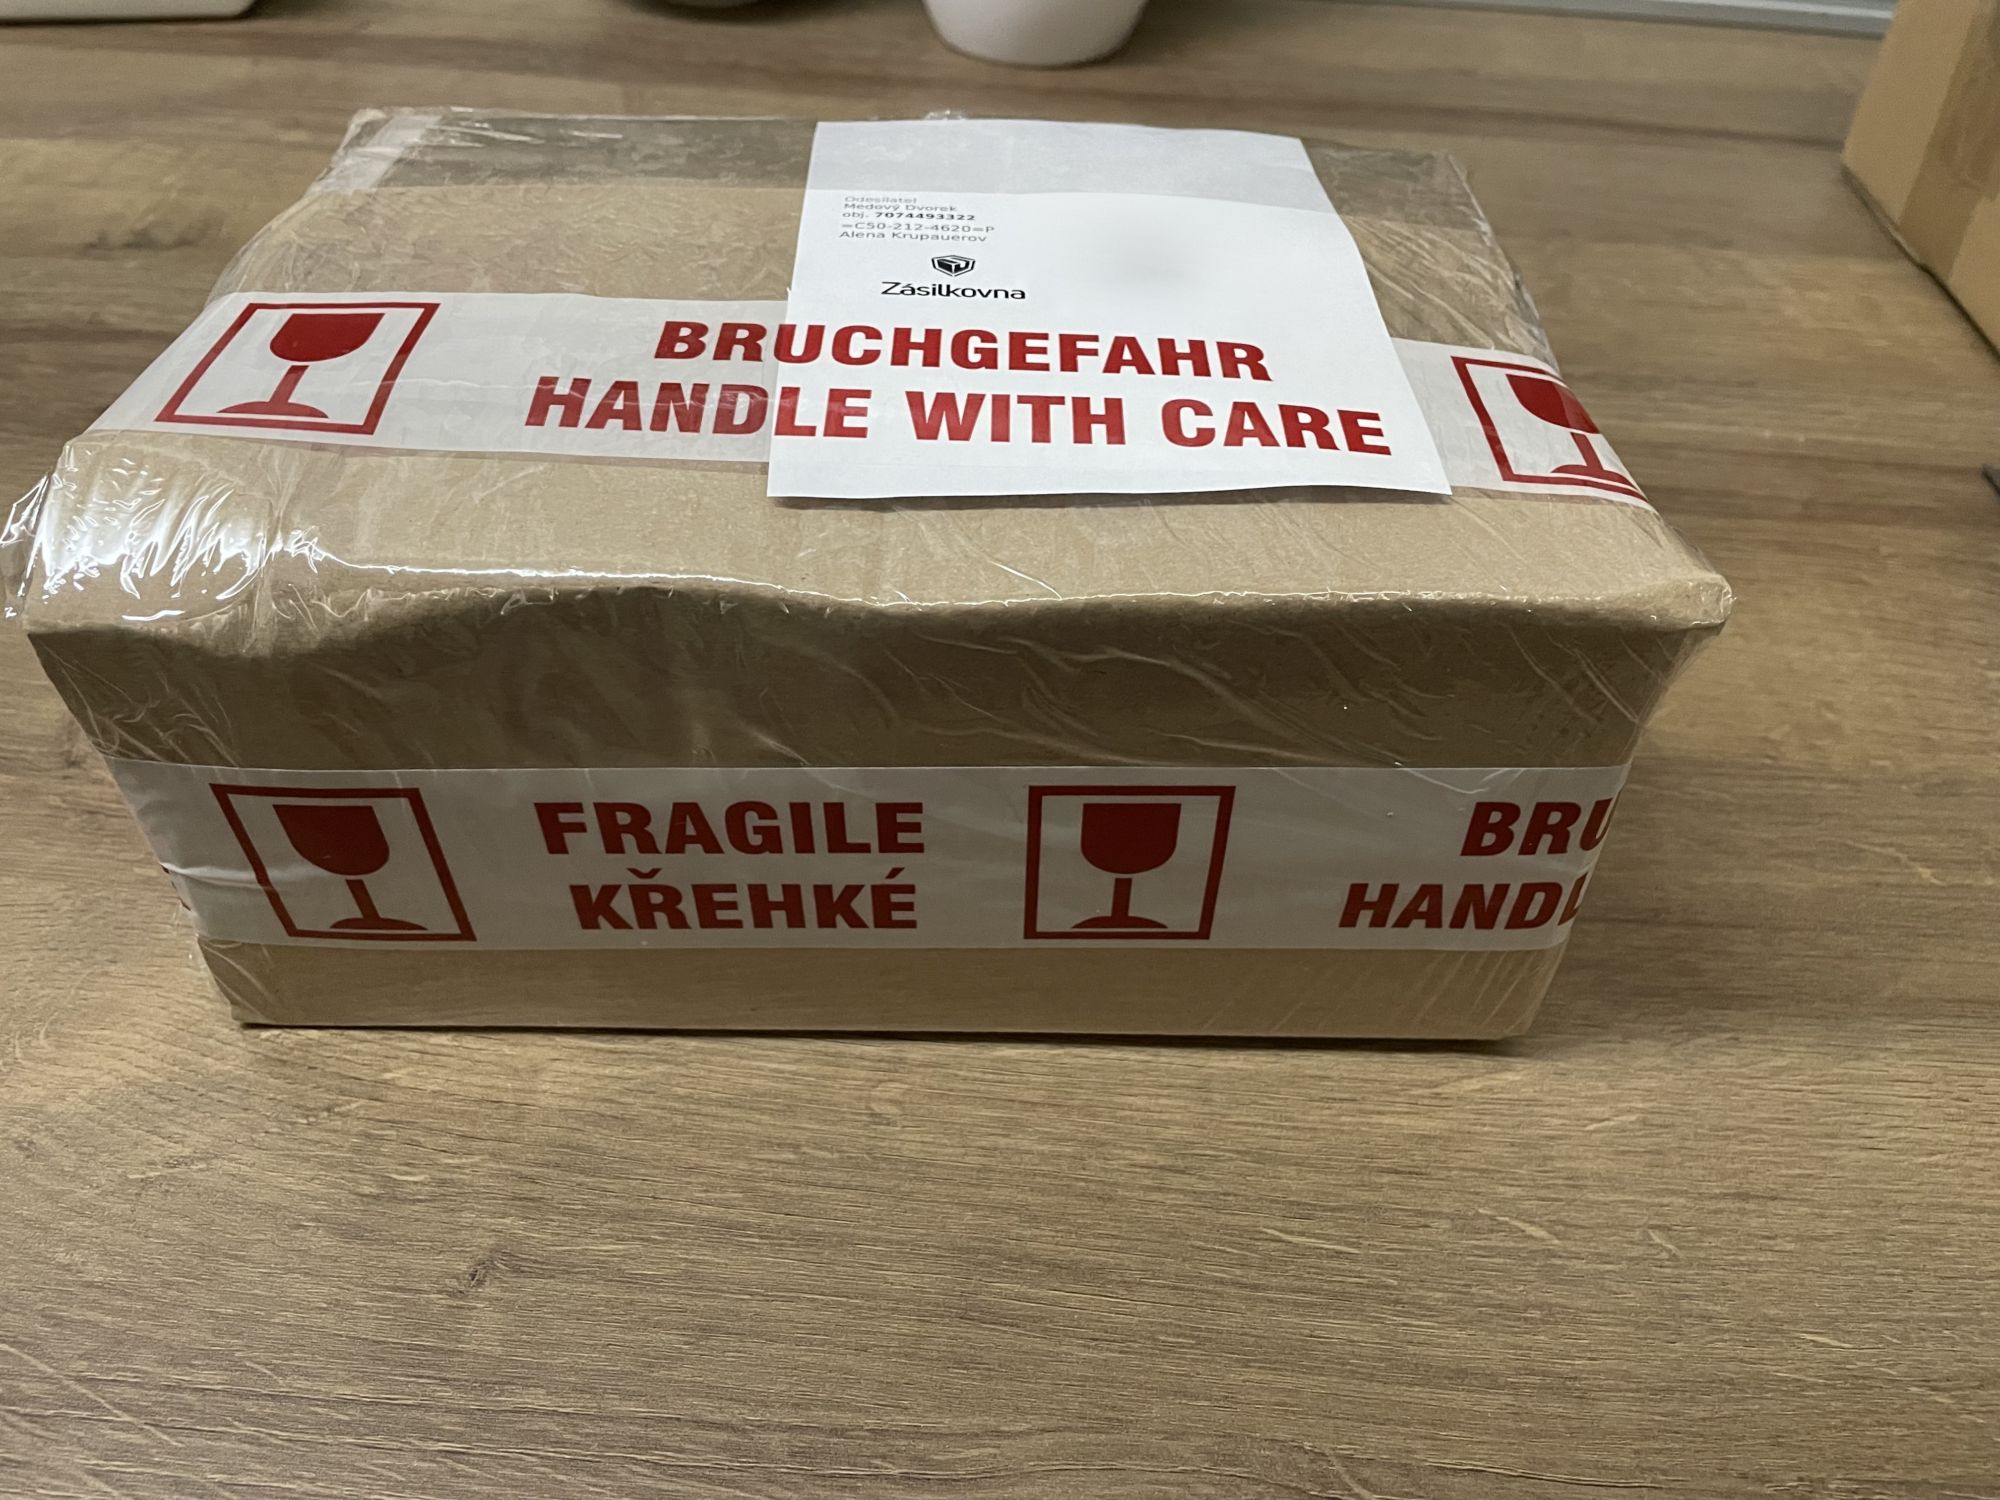 Odesílatel
Medový Dvorek
obj. 7074493322
=C50-212-4620=P
Alena Krupauerov
Zásilkovna
BRUCHGEFAHR
HANDLE WITH CARE
FRAGILE
KŘEHKÉ
BRU
HANDL